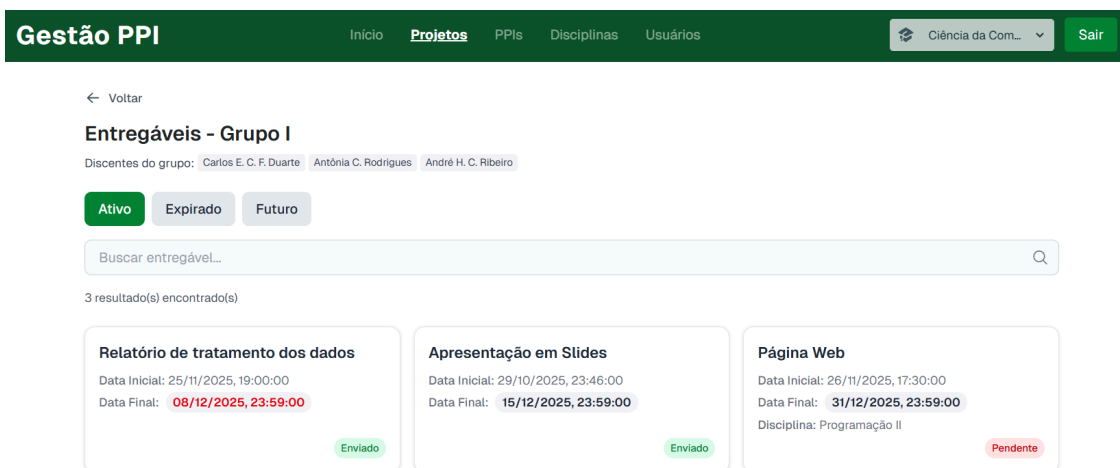 Gestão PPI
Início Projetos PPIs Disciplinas Usuários
Ciência da Com...
Sair
← Voltar
Entregáveis - Grupo I
Discentes do grupo: Carlos E. C. F. Duarte Antônia C. Rodrigues André H. C. Ribeiro
Ativo Expirado Futuro
Buscar entregável...
3 resultado(s) encontrado(s)
Relatório de tratamento dos dados
Data Inicial: 25/11/2025, 19:00:00
Data Final: 08/12/2025, 23:59:00
Enviado
Apresentação em Slides
Data Inicial: 29/10/2025, 23:46:00
Data Final: 15/12/2025, 23:59:00
Enviado
Página Web
Data Inicial: 26/11/2025, 17:30:00
Data Final: 31/12/2025, 23:59:00
Disciplina: Programação II
Pendente